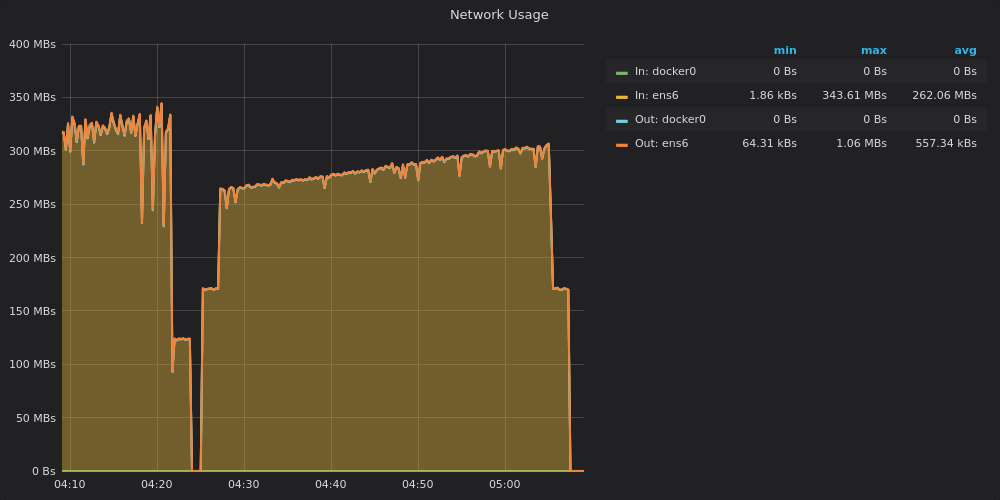 Network Usage
400 MBs
350 MBs
300 MBs
250 MBs
200 MBs
150 MBs
100 MBs
50 MBs
0 Bs
04:10 04:20 04:30 04:40 04:50 05:00
min max avg
In: docker0 0 Bs 0 Bs 0 Bs
In: ens6 1.86 kBs 343.61 MBs 262.06 MBs
Out: docker0 0 Bs 0 Bs 0 Bs
Out: ens6 64.31 kBs 1.06 MBs 557.34 kBs